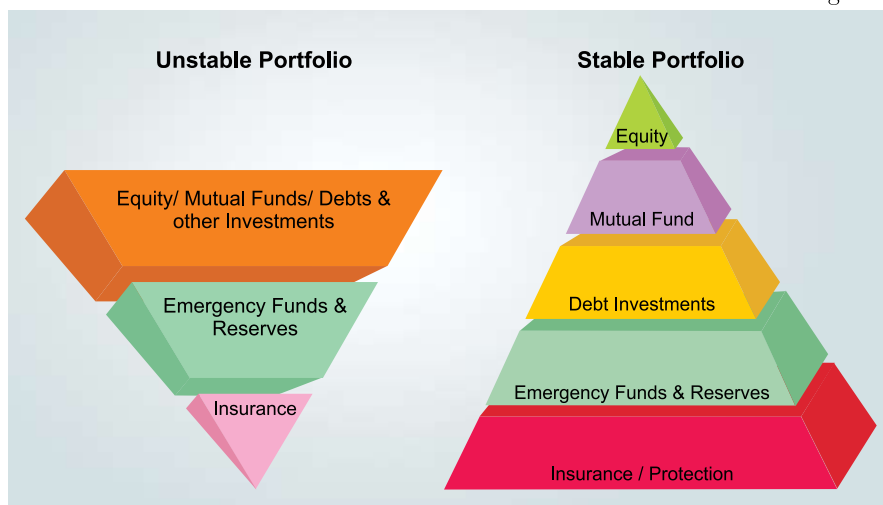 Unstable Portfolio
Equity/ Mutual Funds/ Debts &
other Investments
Emergency Funds &
Reserves
Insurance
Stable Portfolio
Equity
Mutual Fund
Debt Investments
Emergency Funds & Reserves
Insurance / Protection